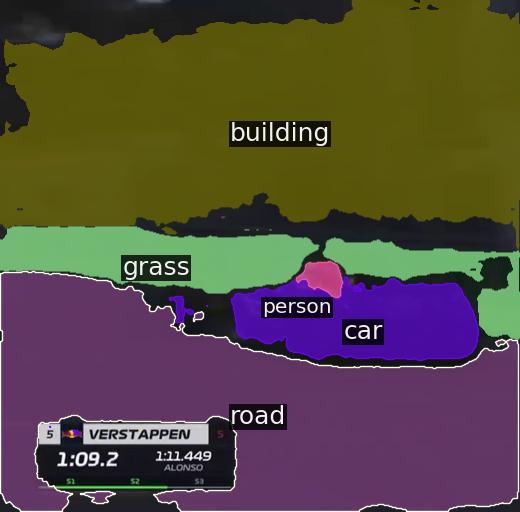 building
grass
person
car
road
5 VERSTAPPEN 5
1:09.2 1:11.449
ALONSO
S1 S2 S3